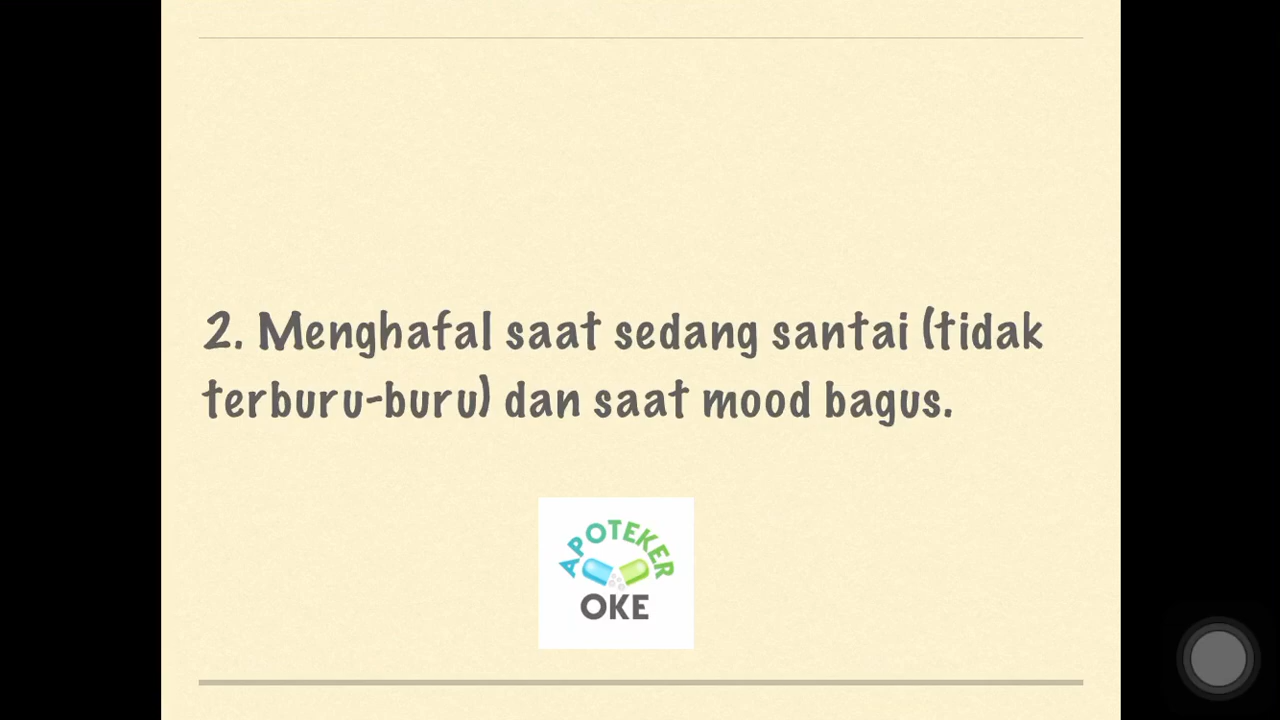 2. Menghafal saat sedang santai (tidak
terburu-buru) dan saat mood bagus.
APOTEKER
OKE